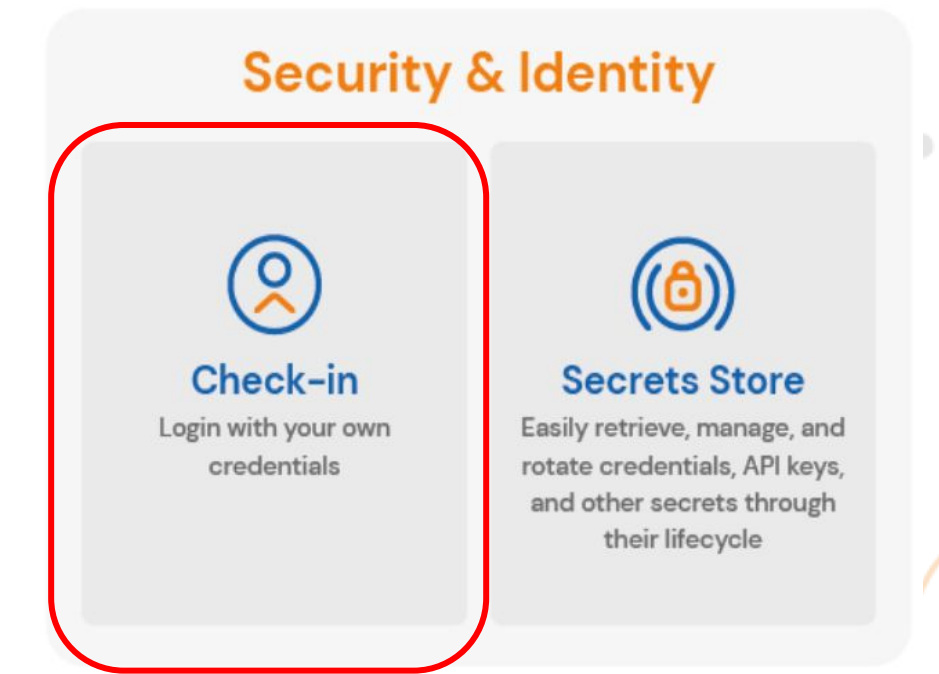 Security & Identity
Check-in
Login with your own
credentials
Secrets Store
Easily retrieve, manage, and
rotate credentials, API keys,
and other secrets through
their lifecycle